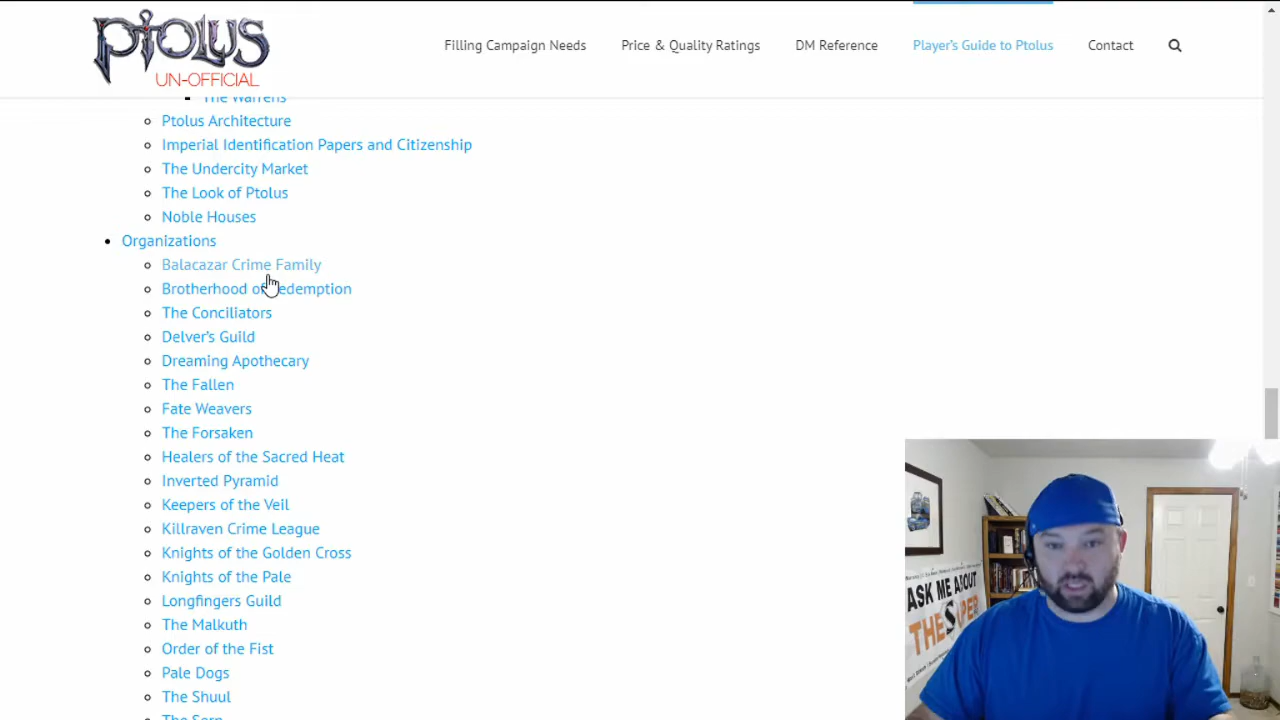 PTOLUS
UN-OFFICIAL
Filling Campaign Needs
Price & Quality Ratings
DM Reference
Player's Guide to Ptolus
Contact
The Warrens
Ptolus Architecture
Imperial Identification Papers and Citizenship
The Undercity Market
The Look of Ptolus
Noble Houses
Organizations
Balacazar Crime Family
Brotherhood of Redemption
The Conciliators
Delver's Guild
Dreaming Apothecary
The Fallen
Fate Weavers
The Forsaken
Healers of the Sacred Heat
Inverted Pyramid
Keepers of the Veil
Killraven Crime League
Knights of the Golden Cross
Knights of the Pale
Longfingers Guild
The Malkuth
Order of the Fist
Pale Dogs
The Shuul
The Sorn
ASK ME ABOUT